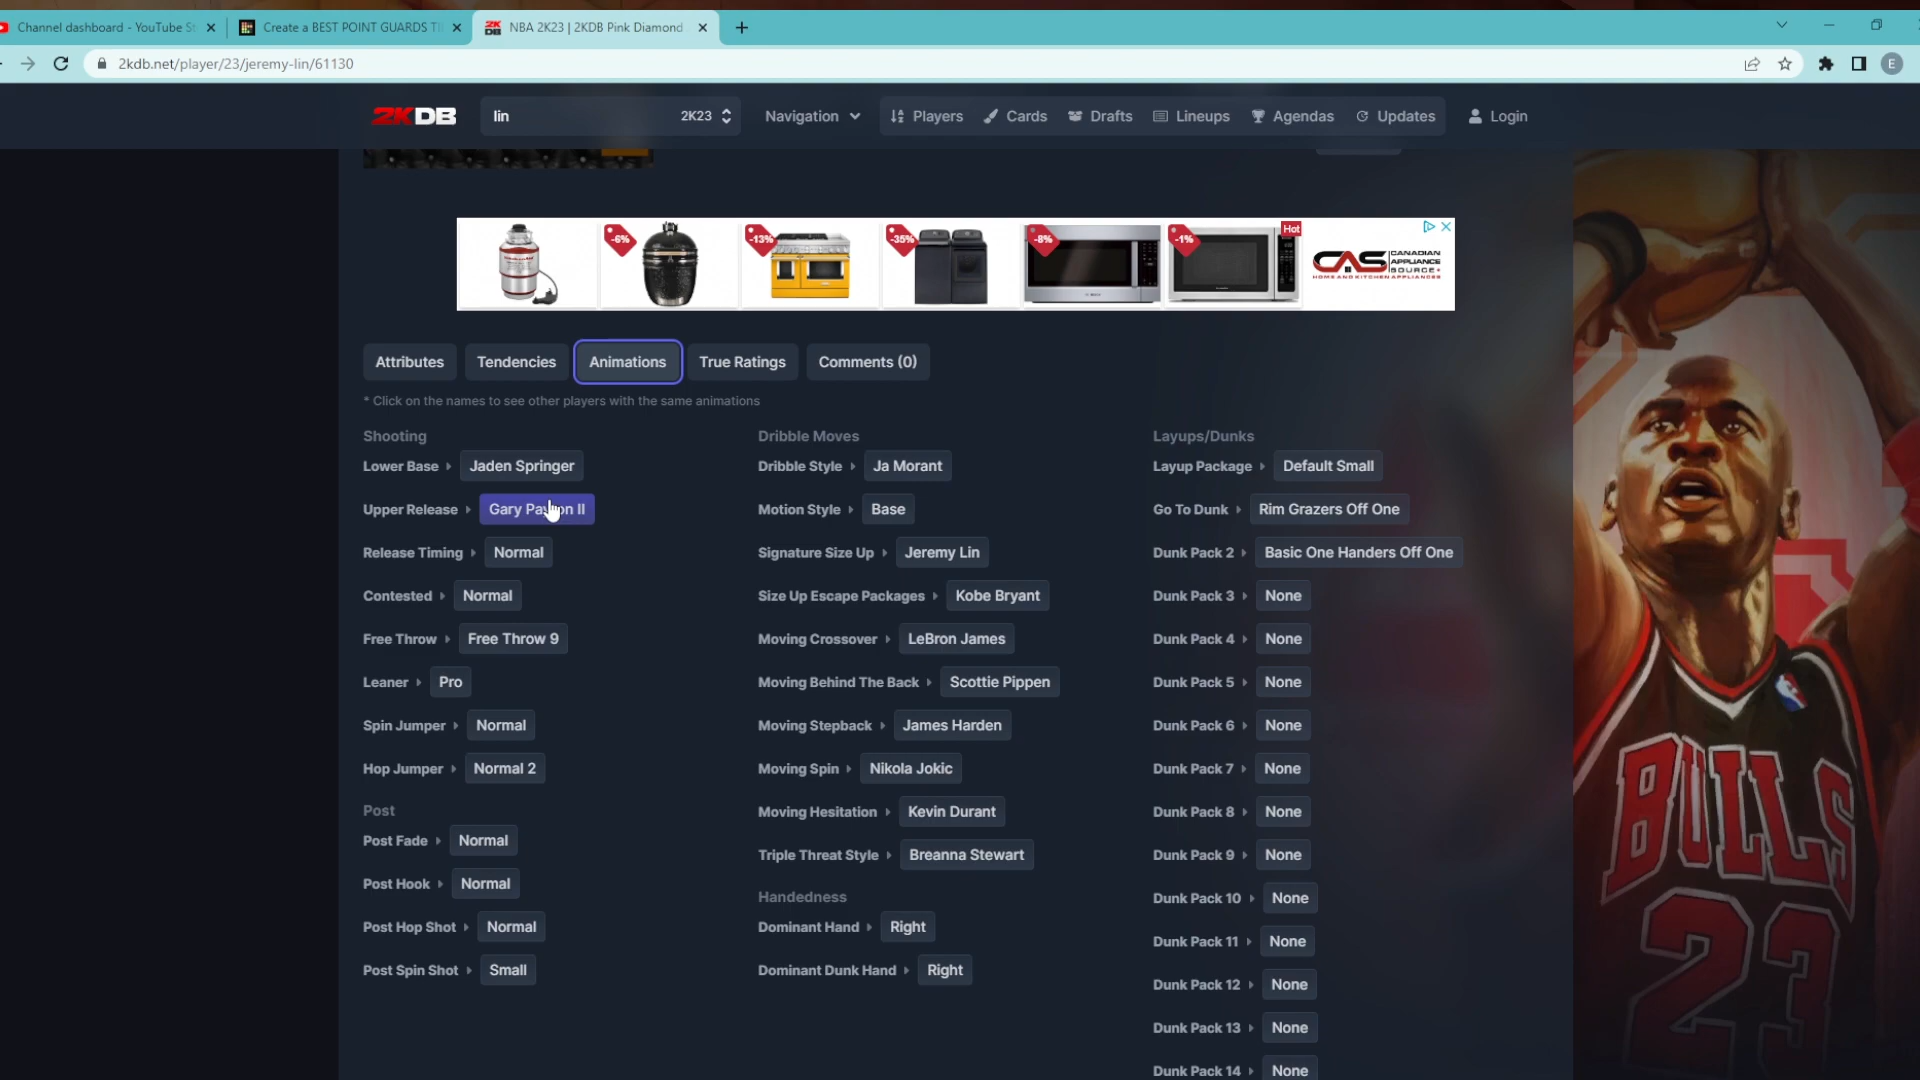 Channel dashboard - YouTube St
Create a BEST POINT GUARDS TI
NBA 2K23 | 2KDB Pink Diamond
2kdb.net/player/23/jeremy-lin/61130
E
2KDB
lin
2K23
Navigation
Players
Cards
Drafts
Lineups
Agendas
Updates
Login
-6%
-13%
-35%
-8%
-1%
Hot
CAS CANADIAN APPLIANCE SOURCE
HOME AND KITCHEN APPLIANCES
Attributes
Tendencies
Animations
True Ratings
Comments (0)
* Click on the names to see other players with the same animations
Shooting
Lower Base Jaden Springer
Upper Release Gary Payton II
Release Timing Normal
Contested Normal
Free Throw Free Throw 9
Leaner Pro
Spin Jumper Normal
Hop Jumper Normal 2
Post
Post Fade Normal
Post Hook Normal
Post Hop Shot Normal
Post Spin Shot Small
Dribble Moves
Dribble Style Ja Morant
Motion Style Base
Signature Size Up Jeremy Lin
Size Up Escape Packages Kobe Bryant
Moving Crossover LeBron James
Moving Behind The Back Scottie Pippen
Moving Stepback James Harden
Moving Spin Nikola Jokic
Moving Hesitation Kevin Durant
Triple Threat Style Breanna Stewart
Handedness
Dominant Hand Right
Dominant Dunk Hand Right
Layups/Dunks
Layup Package Default Small
Go To Dunk Rim Grazers Off One
Dunk Pack 2 Basic One Handers Off One
Dunk Pack 3 None
Dunk Pack 4 None
Dunk Pack 5 None
Dunk Pack 6 None
Dunk Pack 7 None
Dunk Pack 8 None
Dunk Pack 9 None
Dunk Pack 10 None
Dunk Pack 11 None
Dunk Pack 12 None
Dunk Pack 13 None
Dunk Pack 14 None
BULLS
23